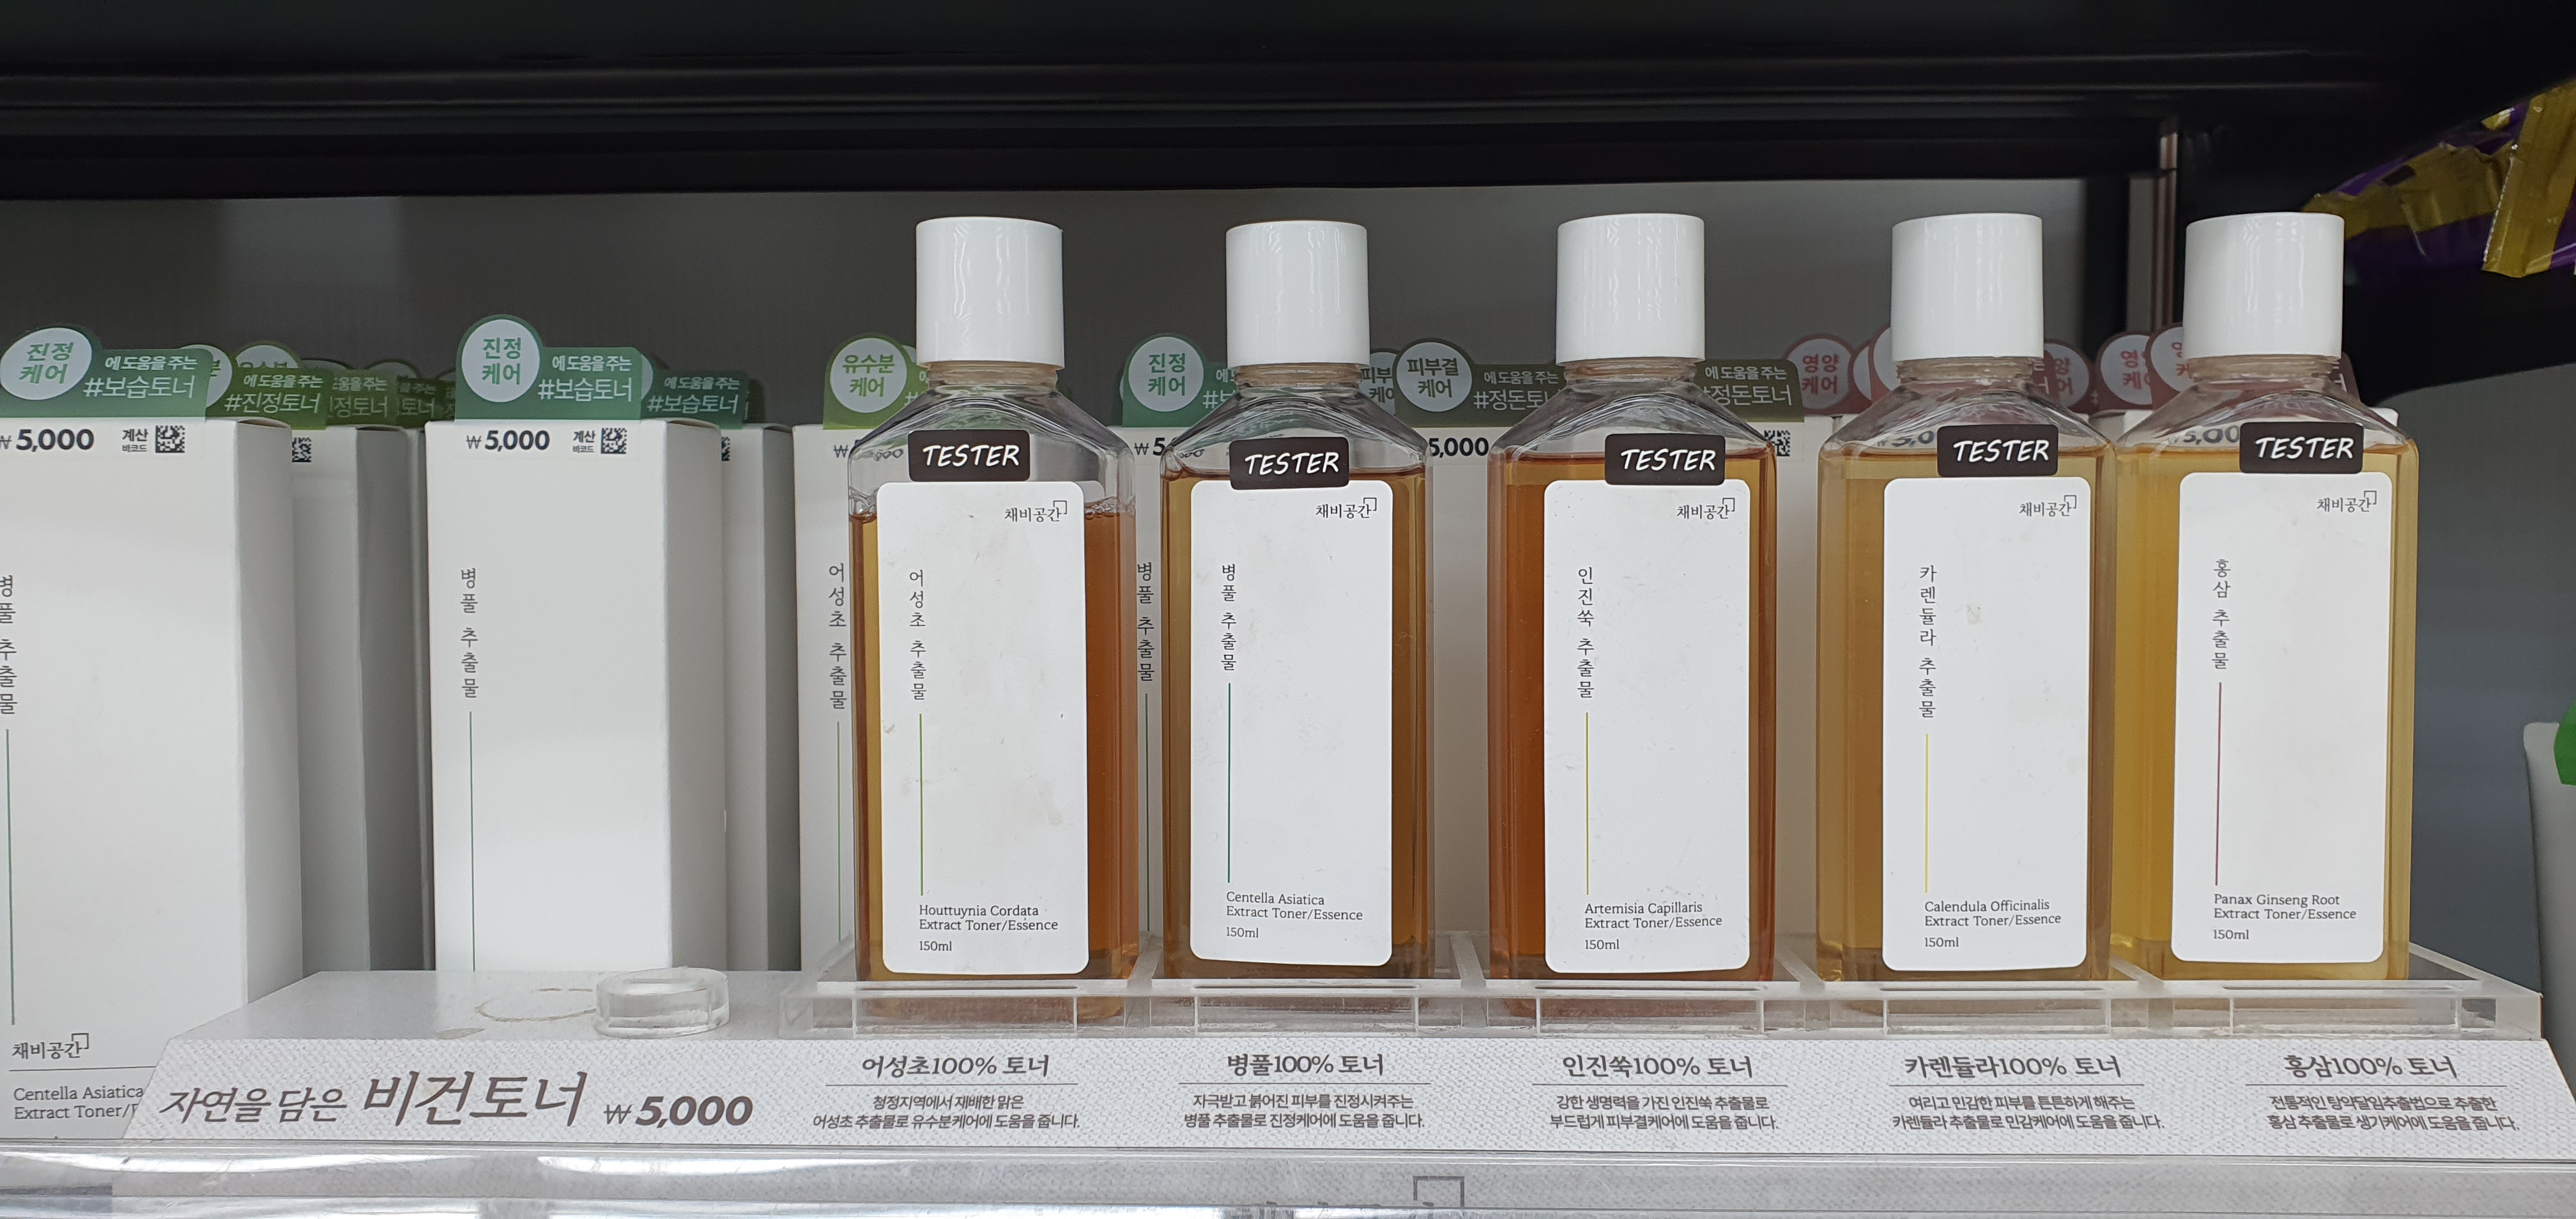 진정
케어
에 도움을 주는
#보습토너
에 도움을 주는
#진정토너
진정
케어
에 도움을 주는
#보습토너
에 도움을 주는
#보습토너
유수분
케어
진정
케어
피부결
케어
에 도움을 주는
#정돈토너
에 도움을 주는
#정돈토너
영양
케어
₩5,000
계산
바코드
₩5,000
계산
바코드
5,000
병풀 추출물
병풀 추출물
어성초 추출물
병풀 추출물
채비공간
Centella Asiatica
Extract Toner/
TESTER
채비공간
어성초 추출물
Houttuynia Cordata
Extract Toner/Essence
150ml
TESTER
채비공간
병풀 추출물
Centella Asiatica
Extract Toner/Essence
150ml
TESTER
채비공간
인진쑥 추출물
Artemisia Capillaris
Extract Toner/Essence
150ml
TESTER
채비공간
카렌듈라 추출물
Calendula Officinalis
Extract Toner/Essence
150ml
TESTER
채비공간
홍삼 추출물
Panax Ginseng Root
Extract Toner/Essence
150ml
자연을 담은 비건토너 ₩5,000
어성초100% 토너
청정지역에서 재배한 맑은
어성초 추출물로 유수분케어에 도움을 줍니다.
병풀100% 토너
자극받고 붉어진 피부를 진정시켜주는
병풀 추출물로 진정케어에 도움을 줍니다.
인진쑥100% 토너
강한 생명력을 가진 인진쑥 추출물로
부드럽게 피부결케어에 도움을 줍니다.
카렌듈라100% 토너
여리고 민감한 피부를 튼튼하게 해주는
카렌듈라 추출물로 민감케어에 도움을 줍니다.
홍삼100% 토너
전통적인 탕약달임추출법으로 추출한
홍삼 추출물로 생기케어에 도움을 줍니다.